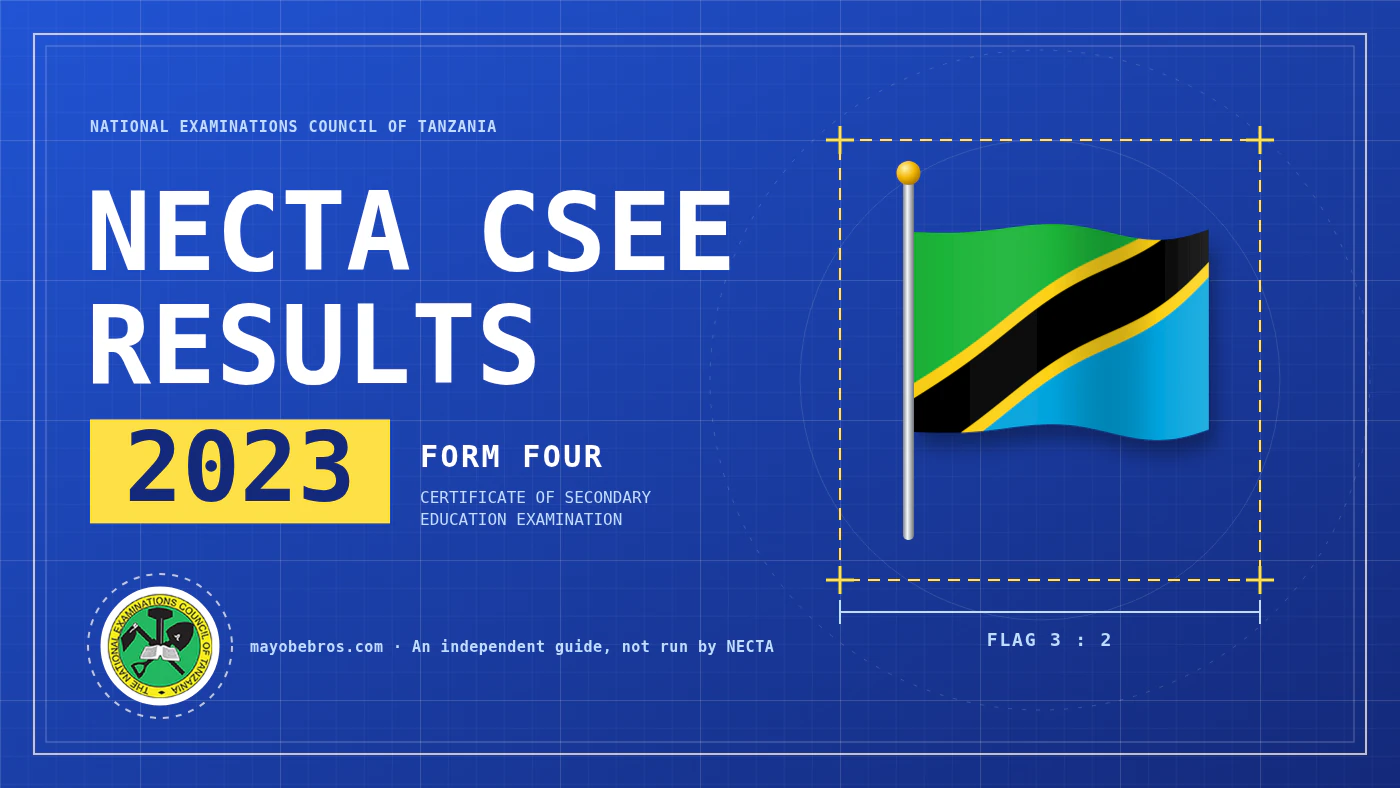 NATIONAL EXAMINATIONS COUNCIL OF TANZANIA
NECTA CSEE
RESULTS
2023
FORM FOUR
CERTIFICATE OF SECONDARY
EDUCATION EXAMINATION
THE NATIONAL EXAMINATIONS COUNCIL OF TANZANIA
mayobebros.com · An independent guide, not run by NECTA
FLAG 3 : 2